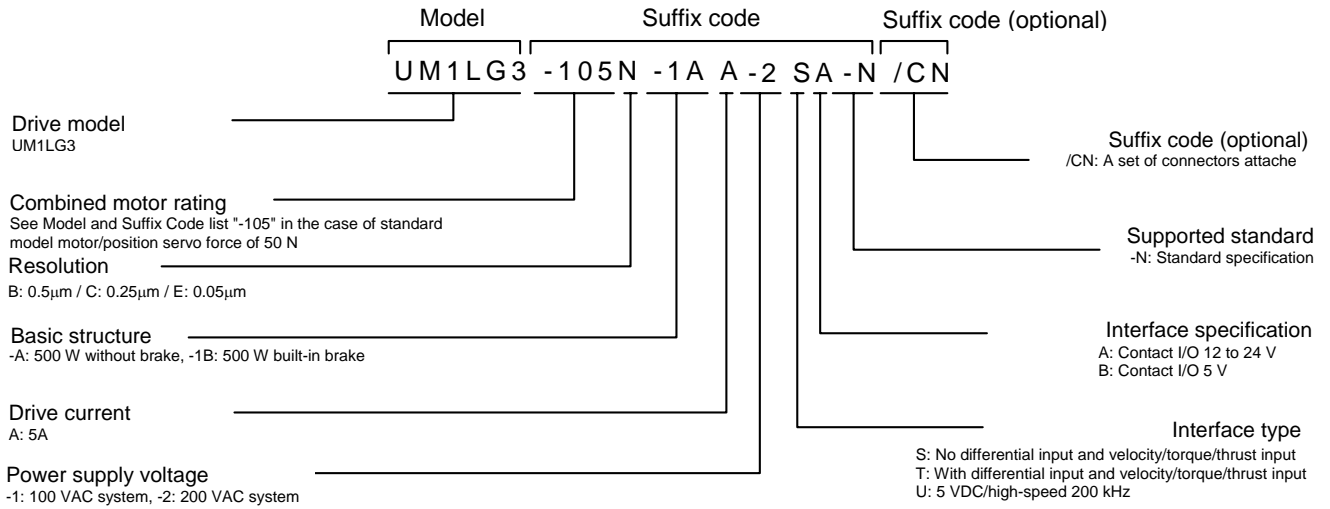 Model Suffix code Suffix code (optional)
UM1LG3 -105N -1A A -2 SA -N /CN
Drive model
UM1LG3
Combined motor rating
See Model and Suffix Code list "-105" in the case of standard
model motor/position servo force of 50 N
Resolution
B: 0.5μm / C: 0.25μm / E: 0.05μm
Basic structure
-A: 500 W without brake, -1B: 500 W built-in brake
Drive current
A: 5A
Power supply voltage
-1: 100 VAC system, -2: 200 VAC system
Suffix code (optional)
/CN: A set of connectors attache
Supported standard
-N: Standard specification
Interface specification
A: Contact I/O 12 to 24 V
B: Contact I/O 5 V
Interface type
S: No differential input and velocity/torque/thrust input
T: With differential input and velocity/torque/thrust input
U: 5 VDC/high-speed 200 kHz